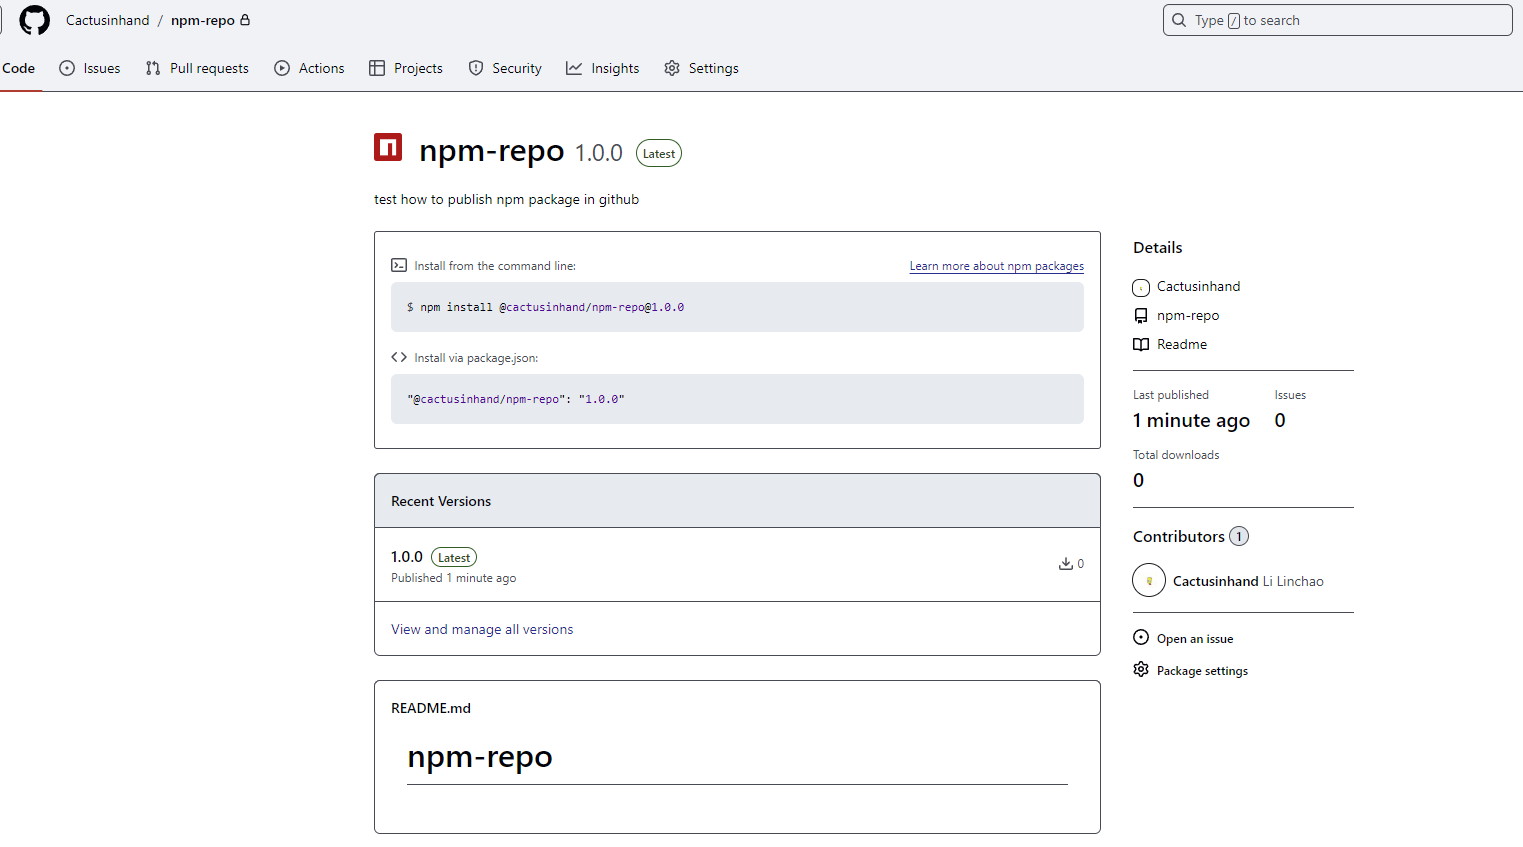 Cactusinhand / npm-repo
Type / to search
Code Issues Pull requests Actions Projects Security Insights Settings
npm-repo 1.0.0 Latest
test how to publish npm package in github
Install from the command line:
Learn more about npm packages
$ npm install @cactusinhand/npm-repo@1.0.0
Install via package.json:
"@cactusinhand/npm-repo": "1.0.0"
Recent Versions
1.0.0 Latest
Published 1 minute ago
0
View and manage all versions
README.md
npm-repo
Details
Cactusinhand
npm-repo
Readme
Last published
1 minute ago
Issues
0
Total downloads
0
Contributors 1
Cactusinhand Li Linchao
Open an issue
Package settings